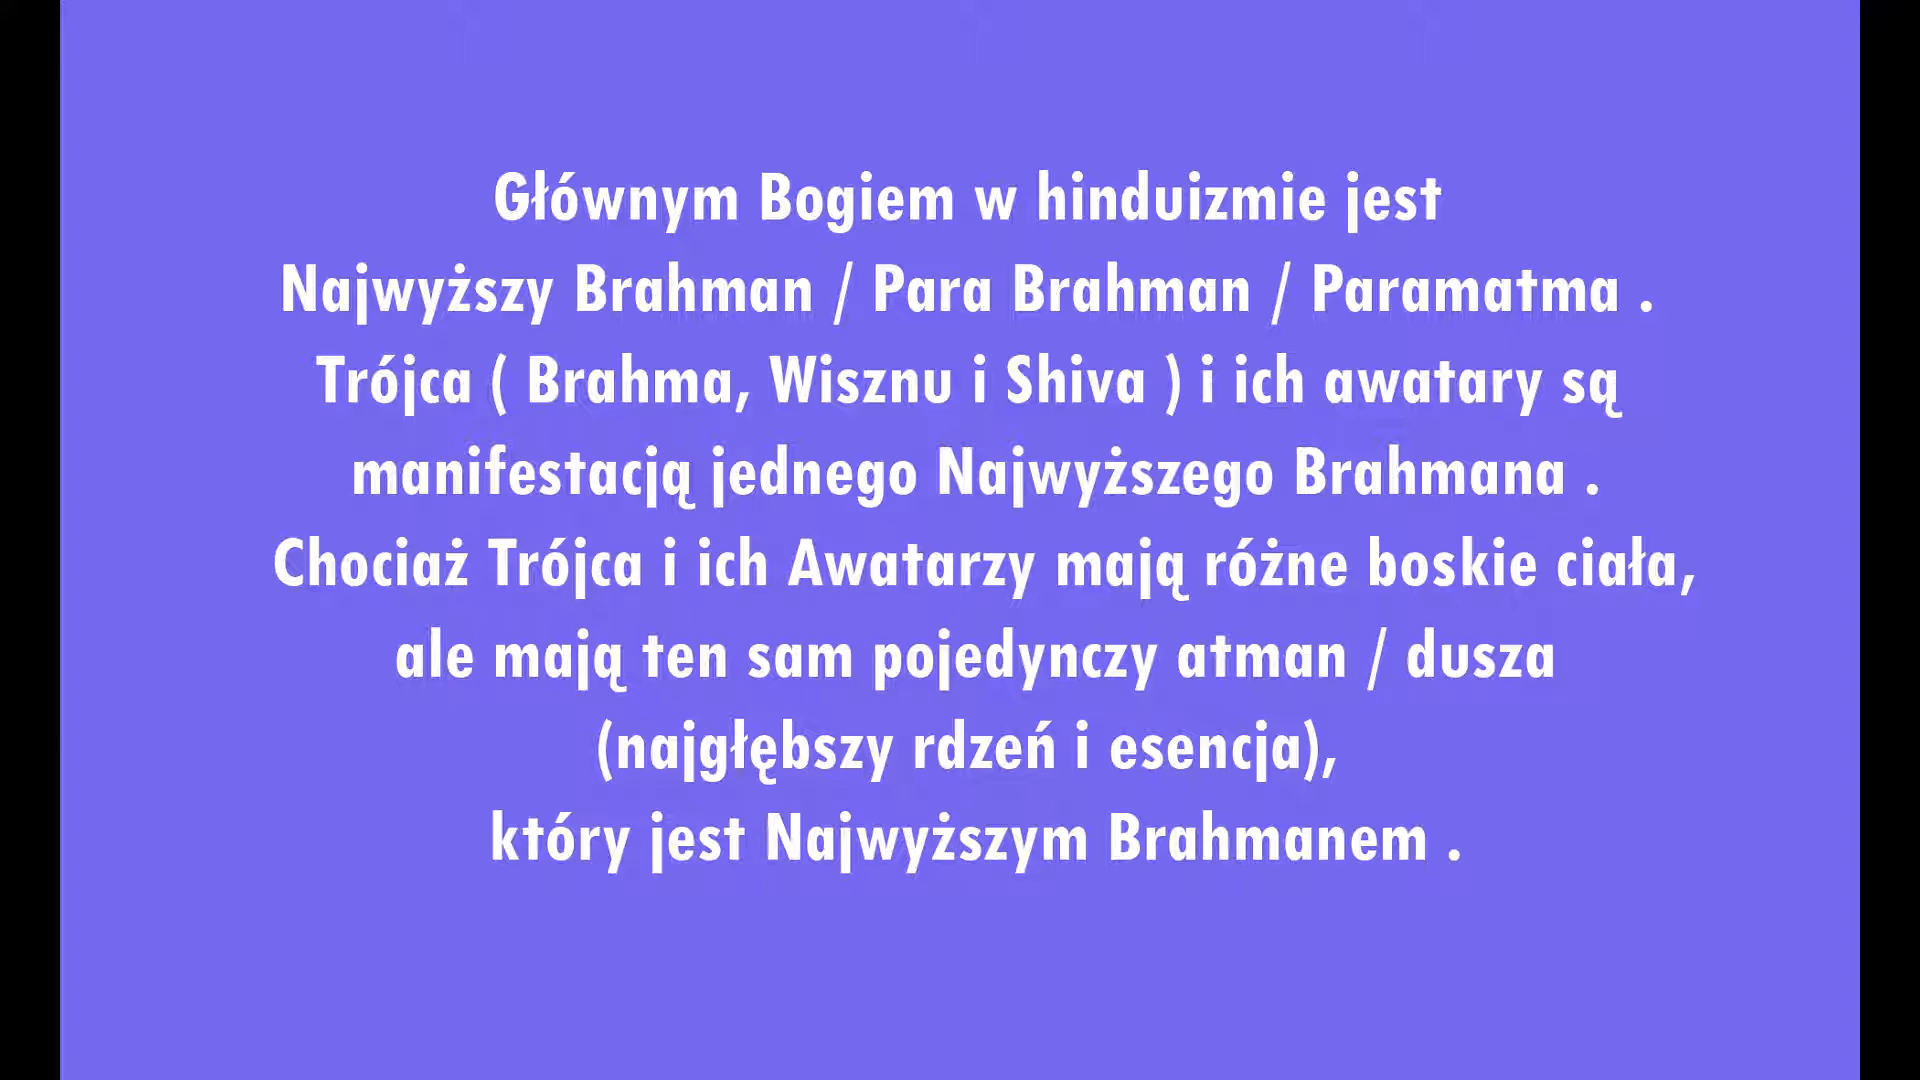 Głównym Bogiem w hinduizmie jest
Najwyższy Brahman / Para Brahman / Paramatma .
Trójca ( Brahma, Wisznu i Shiva ) i ich awatary są
manifestacją jednego Najwyższego Brahmana .
Chociaż Trójca i ich Awatarzy mają różne boskie ciała,
ale mają ten sam pojedynczy atman / dusza
(najgłębszy rdzeń i esencja),
który jest Najwyższym Brahmanem .